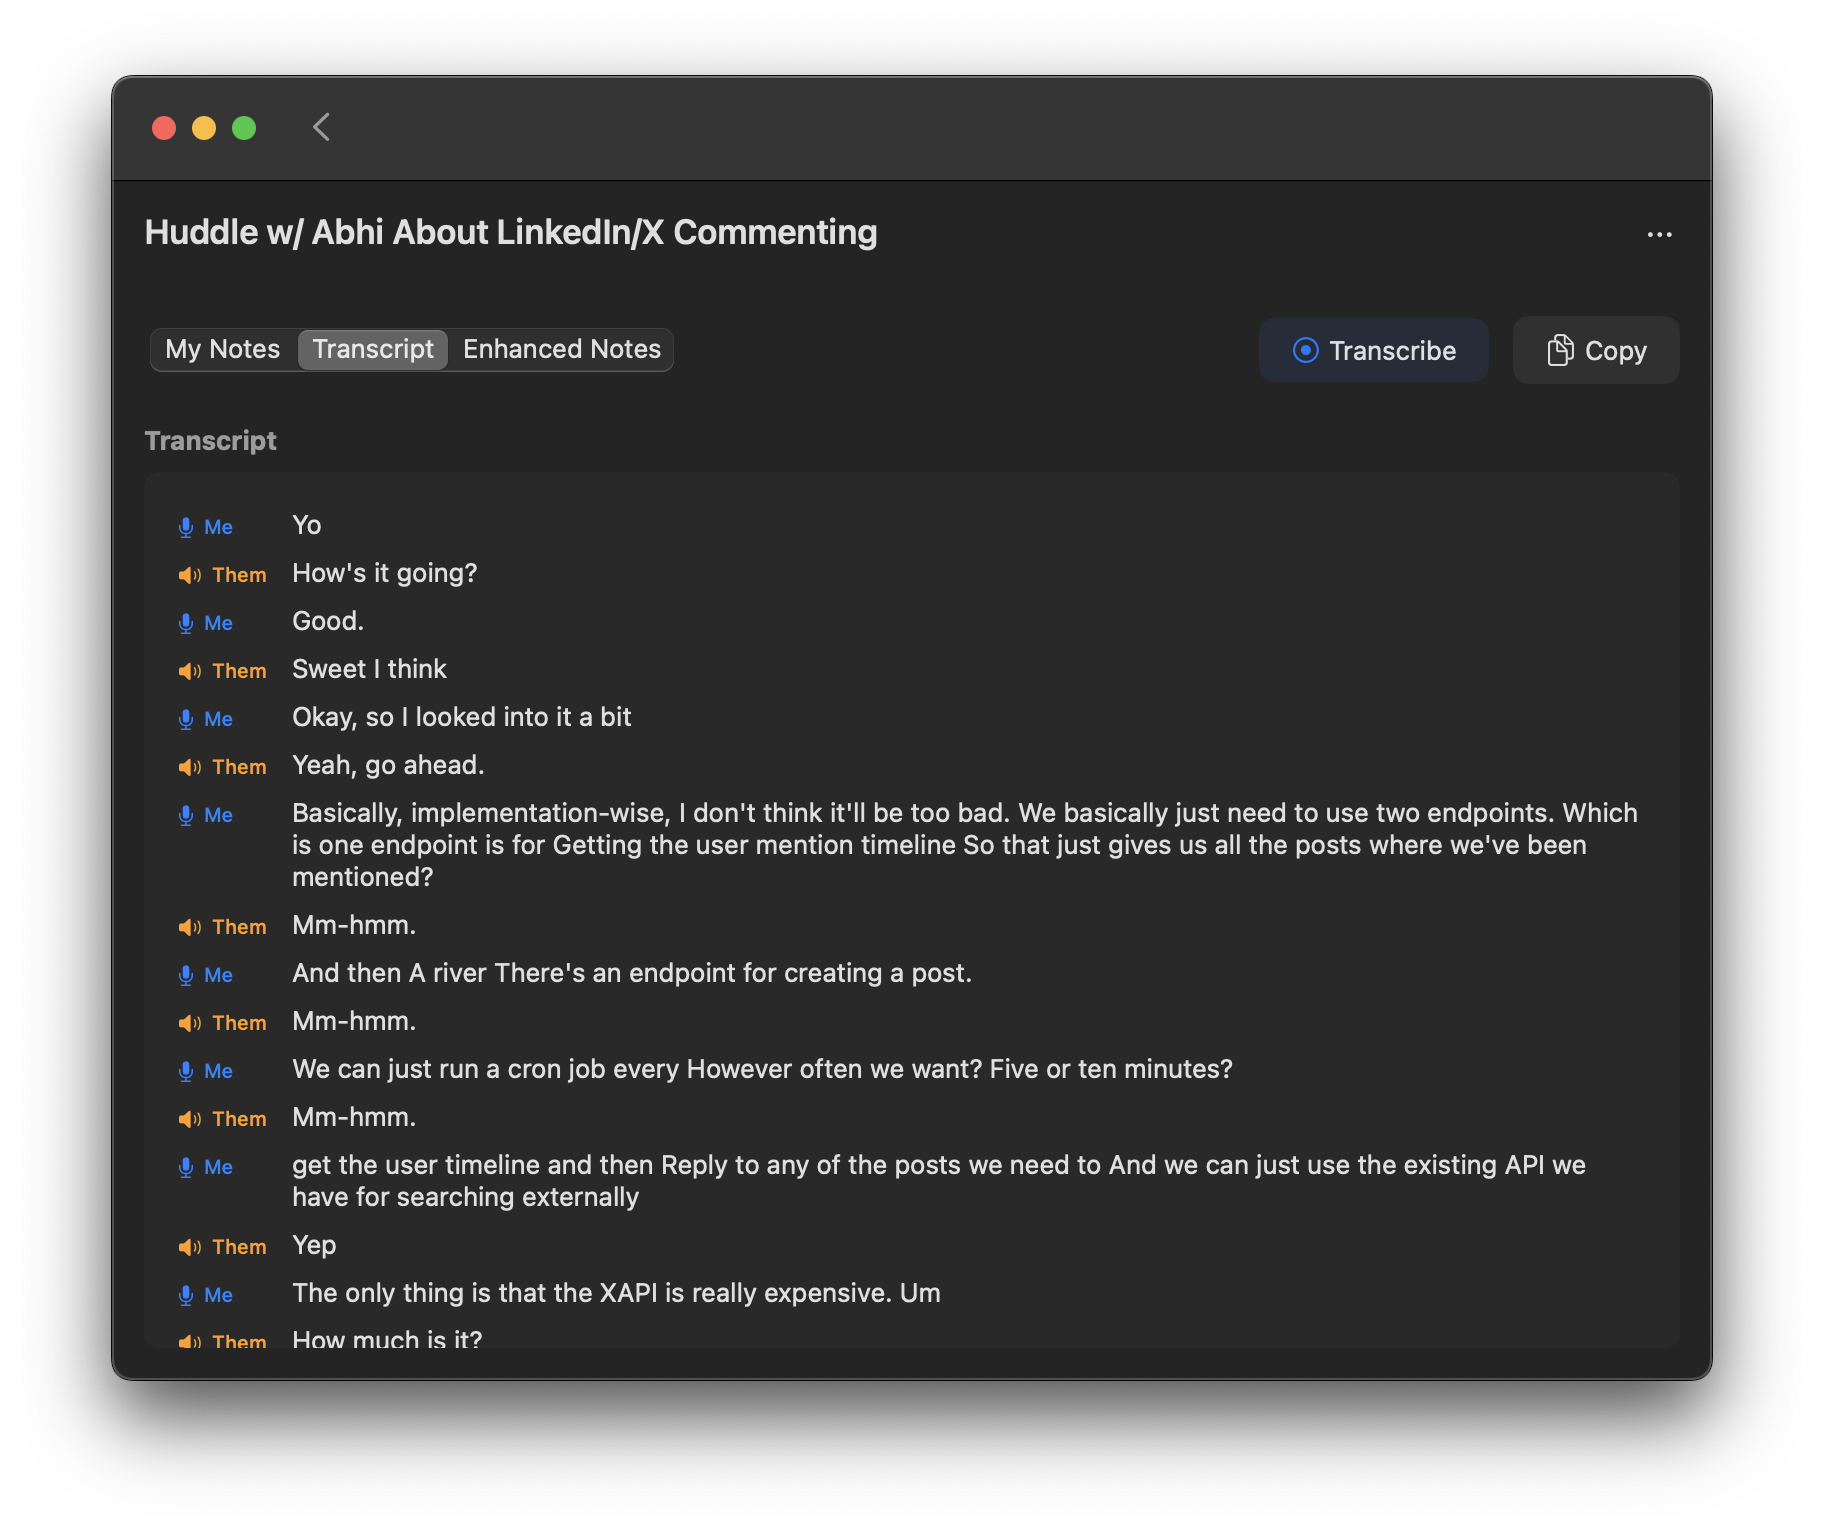 Huddle w/ Abhi About LinkedIn/X Commenting
My Notes Transcript Enhanced Notes Transcribe Copy
Transcript
Me Yo
Them How's it going?
Me Good.
Them Sweet I think
Me Okay, so I looked into it a bit
Them Yeah, go ahead.
Me Basically, implementation-wise, I don't think it'll be too bad. We basically just need to use two endpoints. Which
is one endpoint is for Getting the user mention timeline So that just gives us all the posts where we've been
mentioned?
Them Mm-hmm.
Me And then A river There's an endpoint for creating a post.
Them Mm-hmm.
Me We can just run a cron job every However often we want? Five or ten minutes?
Them Mm-hmm.
Me get the user timeline and then Reply to any of the posts we need to And we can just use the existing API we
have for searching externally
Them Yep
Me The only thing is that the XAPI is really expensive. Um
Them How much is it?